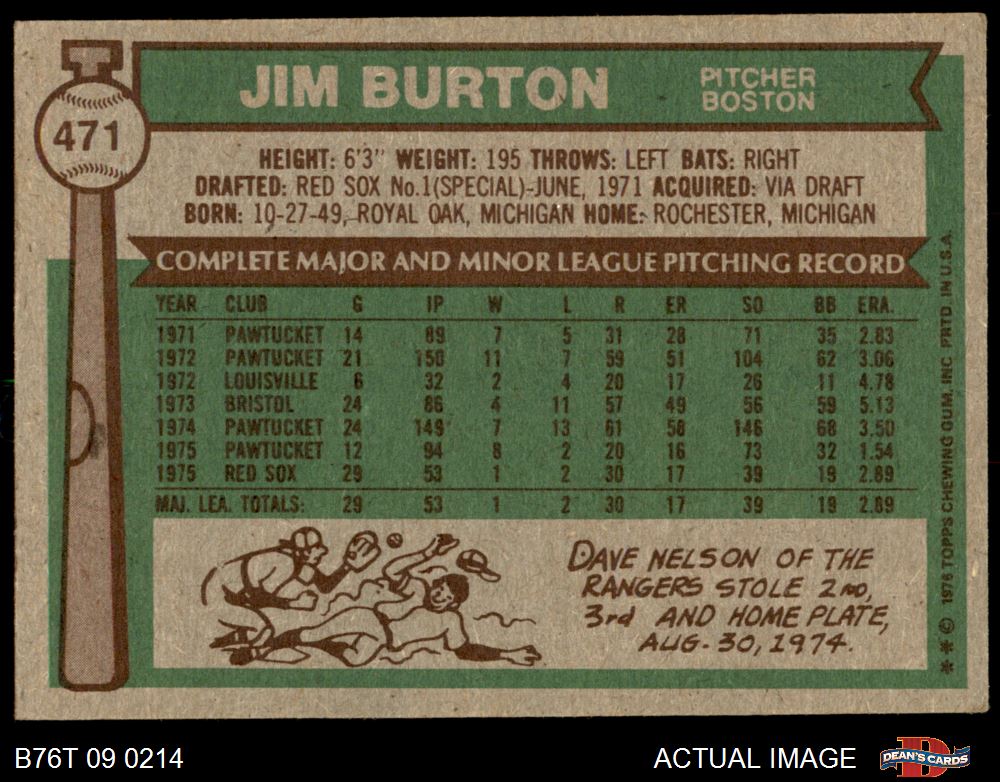 471
JIM BURTON
PITCHER
BOSTON
HEIGHT: 6'3" WEIGHT: 195 THROWS: LEFT BATS: RIGHT
DRAFTED: RED SOX No.1(SPECIAL)-JUNE, 1971 ACQUIRED: VIA DRAFT
BORN: 10-27-49, ROYAL OAK, MICHIGAN HOME: ROCHESTER, MICHIGAN
COMPLETE MAJOR AND MINOR LEAGUE PITCHING RECORD
YEAR CLUB G IP W L R ER SO BB ERA.
1971 PAWTUCKET 14 89 7 5 31 28 71 35 2.83
1972 PAWTUCKET 21 150 11 7 59 51 104 62 3.06
1972 LOUISVILLE 6 32 2 4 20 17 26 11 4.78
1973 BRISTOL 24 86 4 11 57 49 56 59 5.13
1974 PAWTUCKET 24 149 7 13 61 58 146 68 3.50
1975 PAWTUCKET 12 94 8 2 20 16 73 32 1.54
1975 RED SOX 29 53 1 2 30 17 39 19 2.89
MAJ. LEA. TOTALS: 29 53 1 2 30 17 39 19 2.89
DAVE NELSON OF THE
RANGERS STOLE 2ND,
3rd AND HOME PLATE,
AUG. 30, 1974.
** © 1976 TOPPS CHEWING GUM, INC. PRTD. IN U.S.A.
B76T 09 0214
ACTUAL IMAGE
D
DEAN'S CARDS